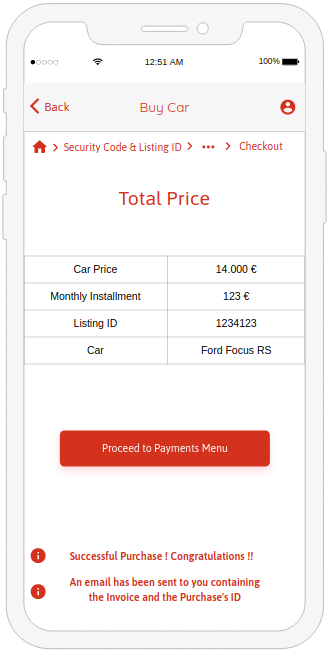 12:51 AM
100%
Back
Buy Car
Security Code & Listing ID
Checkout
Total Price
Car Price 14.000 €
Monthly Installment 123 €
Listing ID 1234123
Car Ford Focus RS
Proceed to Payments Menu
Successful Purchase ! Congratulations !!
An email has been sent to you containing
the Invoice and the Purchase's ID